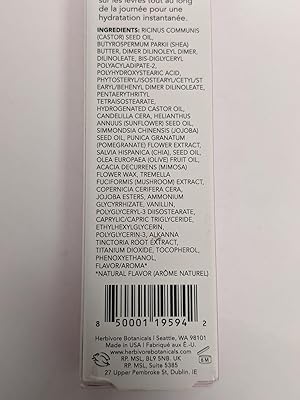 sur les lèvres tout au long
de la journée pour une
hydratation instantanée.
INGREDIENTS: RICINUS COMMUNIS
(CASTOR) SEED OIL,
BUTYROSPERMUM PARKII (SHEA)
BUTTER, DIMER DILINOLEYL DIMER
DILINOLEATE, BIS-DIGLYCERYL
POLYACYLADIPATE-2,
POLYHYDROXYSTEARIC ACID,
PHYTOSTERYL/ISOSTEARYL/CETYL/ST
EARYL/BEHENYL DIMER DILINOLEATE,
PENTAERYTHRITYL
TETRAISOSTEARATE,
HYDROGENATED CASTOR OIL,
CANDELILLA CERA, HELIANTHUS
ANNUUS (SUNFLOWER) SEED OIL,
SIMMONDSIA CHINENSIS (JOJOBA)
SEED OIL, PUNICA GRANATUM
(POMEGRANATE) FLOWER EXTRACT,
SALVIA HISPANICA (CHIA), SEED OIL,
OLEA EUROPAEA (OLIVE) FRUIT OIL,
ACACIA DECURRENS (MIMOSA)
FLOWER WAX, TREMELLA
FUCIFORMIS (MUSHROOM) EXTRACT,
COPERNICIA CERIFERA CERA,
JOJOBA ESTERS, AMMONIUM
GLYCYRRHIZATE, VANILLIN,
POLYGLYCERYL-3 DIISOSTEARATE,
CAPRYLIC/CAPRIC TRIGLYCERIDE,
ETHYLHEXYLGLYCERIN,
POLYGLYCERIN-3, ALKANNA
TINCTORIA ROOT EXTRACT,
TITANIUM DIOXIDE, TOCOPHEROL,
PHENOXYETHANOL,
FLAVOR/AROMA*
*NATURAL FLAVOR (ARÔME NATUREL)
8 50001 19594 2
Herbivore Botanicals | Seattle, WA 98101
Made in USA | Fabriqué aux É.-U.
www.herbivorebotanicals.com
RP. MSL, BL9 5NB. UK
RP. MSL, Suite 5385
27 Upper Pembroke St, Dublin. IE
6 M